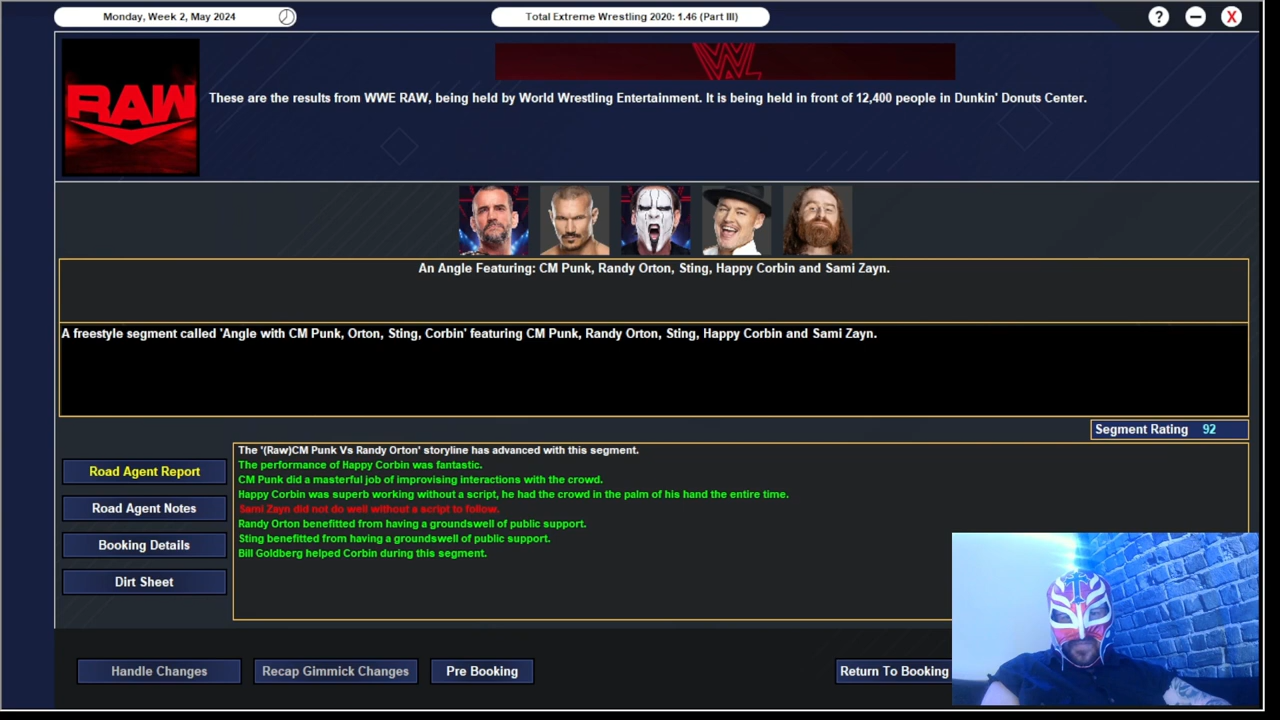 Monday, Week 2, May 2024
Total Extreme Wrestling 2020: 1.46 (Part III)
?
X
RAW
These are the results from WWE RAW, being held by World Wrestling Entertainment. It is being held in front of 12,400 people in Dunkin' Donuts Center.
An Angle Featuring: CM Punk, Randy Orton, Sting, Happy Corbin and Sami Zayn.
A freestyle segment called 'Angle with CM Punk, Orton, Sting, Corbin' featuring CM Punk, Randy Orton, Sting, Happy Corbin and Sami Zayn.
Segment Rating 92
Road Agent Report
Road Agent Notes
Booking Details
Dirt Sheet
The '(Raw)CM Punk Vs Randy Orton' storyline has advanced with this segment.
The performance of Happy Corbin was fantastic.
CM Punk did a masterful job of improvising interactions with the crowd.
Happy Corbin was superb working without a script, he had the crowd in the palm of his hand the entire time.
Sami Zayn did not do well without a script to follow.
Randy Orton benefitted from having a groundswell of public support.
Sting benefitted from having a groundswell of public support.
Bill Goldberg helped Corbin during this segment.
Handle Changes
Recap Gimmick Changes
Pre Booking
Return To Booking